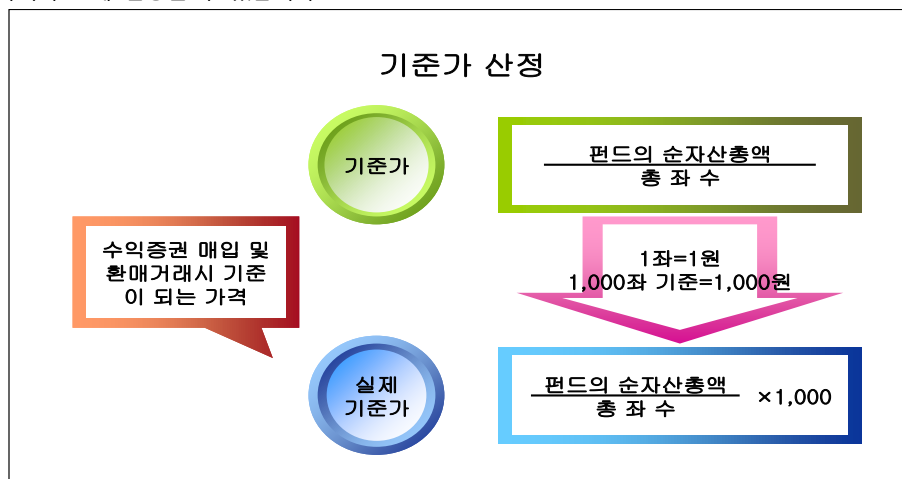 기준가 산정
기준가
펀드의 순자산총액
총 좌 수
수익증권 매입 및
환매거래시 기준
이 되는 가격
1좌=1원
1,000좌 기준=1,000원
실제
기준가
펀드의 순자산총액
총 좌 수
×1,000